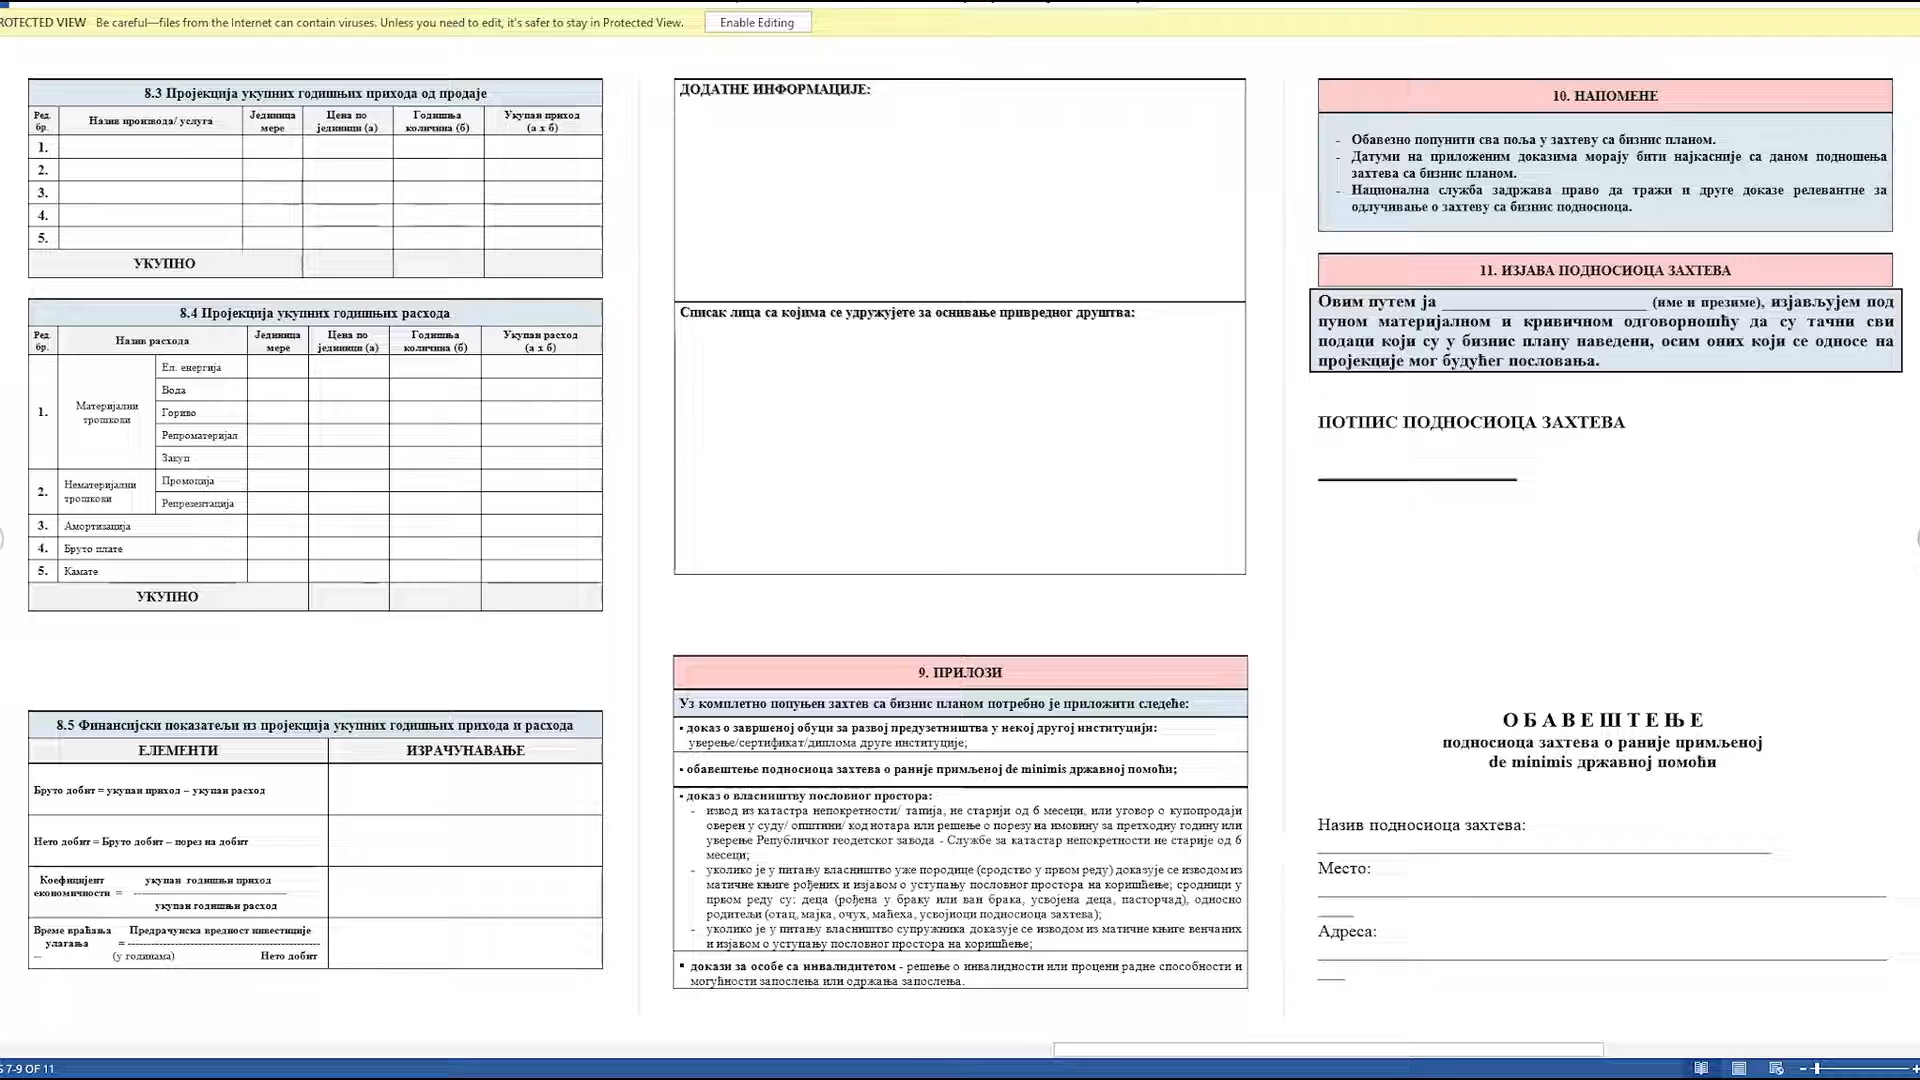 ROTECTED VIEW Be careful—files from the Internet can contain viruses. Unless you need to edit, it's safer to stay in Protected View. Enable Editing
8.3 Пројекција укупних годишњих прихода од продаје
Ред. бр. Назив производа/ услуга Јединица мере Цена по јединици (а) Годишња количина (б) Укупан приход (а x б)
1.
2.
3.
4.
5.
УКУПНО
8.4 Пројекција укупних годишњих расхода
Ред. бр. Назив расхода Јединица мере Цена по јединици (а) Годишња количина (б) Укупан расход (а x б)
1. Материјални трошкови
Ел. енергија
Вода
Гориво
Репроматеријал
Закуп
2. Нематеријални трошкови
Промоција
Репрезентација
3. Амортизација
4. Бруто плате
5. Камате
УКУПНО
8.5 Финансијски показатељи из пројекција укупних годишњих прихода и расхода
ЕЛЕМЕНТИ ИЗРАЧУНАВАЊЕ
Бруто добит = укупан приход – укупан расход
Нето добит = Бруто добит – порез на добит
Коефицијент укупан годишњи приход
економичности = --------------------
укупан годишњи расход
Време враћања Предрачунска вредност инвестиције
улагања =--------------------
– (у годинама) Нето добит
ДОДАТНЕ ИНФОРМАЦИЈЕ:
Списак лица са којима се удружујете за оснивање привредног друштва:
9. ПРИЛОЗИ
Уз комплетно попуњен захтев са бизнис планом потребно је приложити следеће:
▪ доказ о завршеној обуци за развој предузетништва у некој другој институцији:
уверење/сертификат/диплома друге институције;
▪ обавештење подносиоца захтева о раније примљеној de minimis државној помоћи;
▪ доказ о власништву пословног простора:
- извод из катастра непокретности/ тапија, не старији од 6 месеци, или уговор о купопродаји
оверен у суду/ општини/ код нотара или решење о порезу на имовину за претходну годину или
уверење Републичког геодетског завода - Службе за катастар непокретности не старије од 6
месеци;
- уколико је у питању власништво уже породице (сродство у првом реду) доказује се изводом из
матичне књиге рођених и изјавом о уступању пословног простора на коришћење; сродници у
првом реду су: деца (рођена у браку или ван брака, усвојена деца, пасторчад), односно
родитељи (отац, мајка, очух, маћеха, усвојиоци подносиоца захтева);
- уколико је у питању власништво супружника доказује се изводом из матичне књиге венчаних
и изјавом о уступању пословног простора на коришћење;
▪ докази за особе са инвалидитетом - решење о инвалидности или процени радне способности и
могућности запослења или одржања запослења.
10. НАПОМЕНЕ
- Обавезно попунити сва поља у захтеву са бизнис планом.
- Датуми на приложеним доказима морају бити најкасније са даном подношења
захтева са бизнис планом.
- Национална служба задржава право да тражи и друге доказе релевантне за
одлучивање о захтеву са бизнис подносиоца.
11. ИЗЈАВА ПОДНОСИОЦА ЗАХТЕВА
Овим путем ја ____________________ (име и презиме), изјављујем под
пуном материјалном и кривичном одговорношћу да су тачни сви
подаци који су у бизнис плану наведени, осим оних који се односе на
пројекције мог будућег пословања.
ПОТПИС ПОДНОСИОЦА ЗАХТЕВА
О Б А В Е Ш Т Е Њ Е
подносиоца захтева о раније примљеној
de minimis државној помоћи
Назив подносиоца захтева:
Место:
Адреса:
S 7-9 OF 11